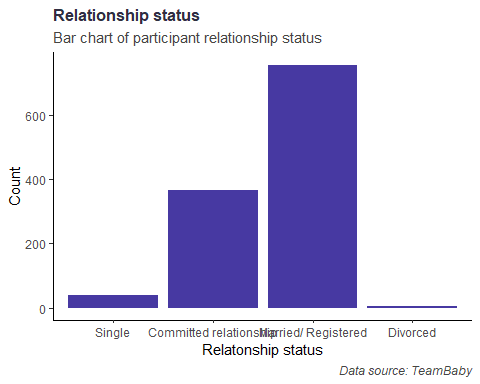 Relationship status
Bar chart of participant relationship status
Count
600
400
200
0
Single Committed relationship Married/ Registered Divorced
Relatonship status
Data source: TeamBaby